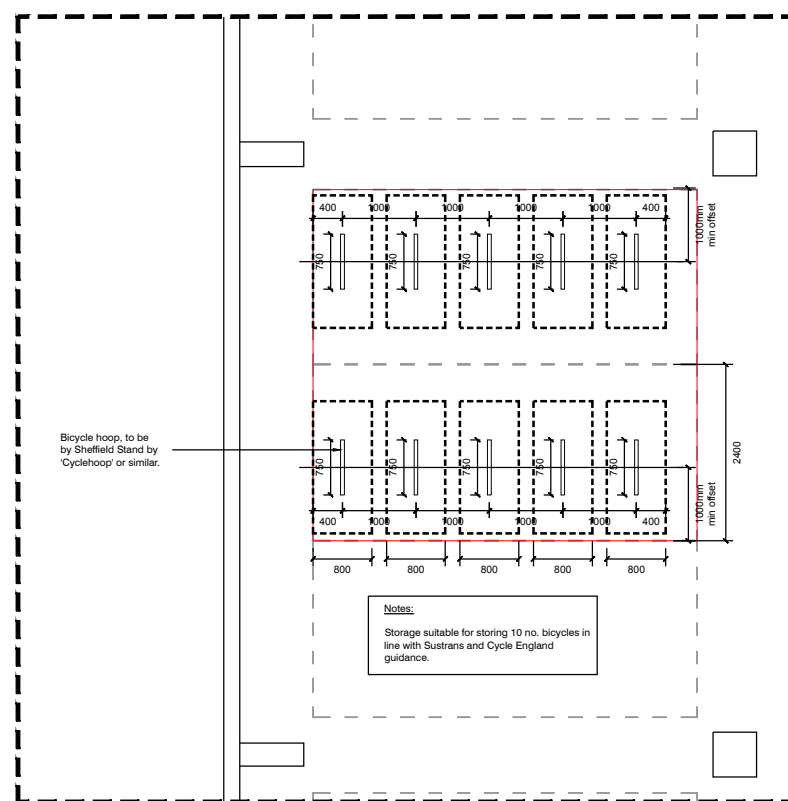 400 1000 1000 1000 1000 400
1000mm
min offset
750 750 750 750 750
Bicycle hoop, to be
by Sheffield Stand by
'Cyclehoop' or similar.
750 750 750 750 750
2400
1000mm
min offset
400 1000 1000 1000 1000 400
800 800 800 800 800
Notes:
Storage suitable for storing 10 no. bicycles in
line with Sustrans and Cycle England
guidance.